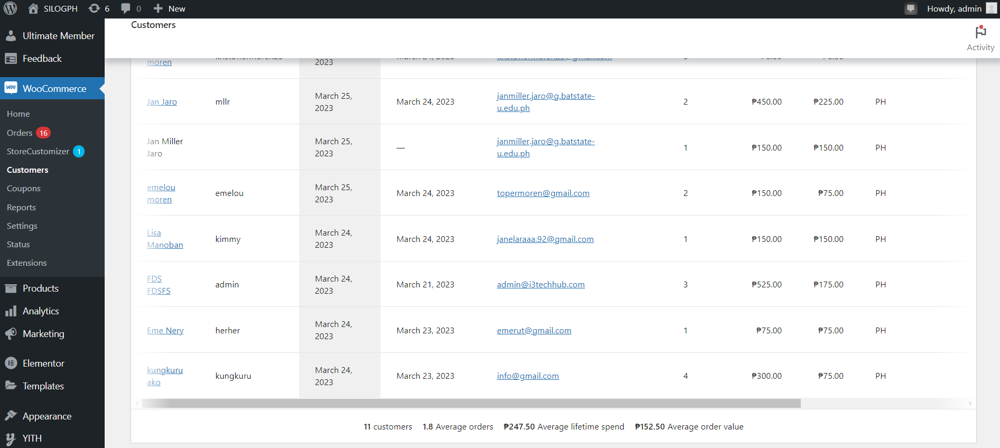 SILOGPH 6 0 New Howdy, admin
Customers
Activity
Ultimate Member
Feedback
WooCommerce
Home
Orders 16
StoreCustomizer 1
Customers
Coupons
Reports
Settings
Status
Extensions
Products
Analytics
Marketing
Elementor
Templates
Appearance
YITH
moren 2023
Jan Jaro mllr March 25, 2023 March 24, 2023 janmiller.jaro@g.batstate-u.edu.ph 2 ₱450.00 ₱225.00 PH
Jan Miller Jaro March 25, 2023 — janmiller.jaro@g.batstate-u.edu.ph 1 ₱150.00 ₱150.00 PH
emelou moren emelou March 25, 2023 March 24, 2023 topermoren@gmail.com 2 ₱150.00 ₱75.00 PH
Lisa Manoban kimmy March 24, 2023 March 24, 2023 janelaraaa.92@gmail.com 1 ₱150.00 ₱150.00 PH
FDS FDSFS admin March 24, 2023 March 21, 2023 admin@i3techhub.com 3 ₱525.00 ₱175.00 PH
Eme Nery herher March 24, 2023 March 23, 2023 emerut@gmail.com 1 ₱75.00 ₱75.00 PH
kungkuru ako kungkuru March 24, 2023 March 23, 2023 info@gmail.com 4 ₱300.00 ₱75.00 PH
11 customers 1.8 Average orders ₱247.50 Average lifetime spend ₱152.50 Average order value